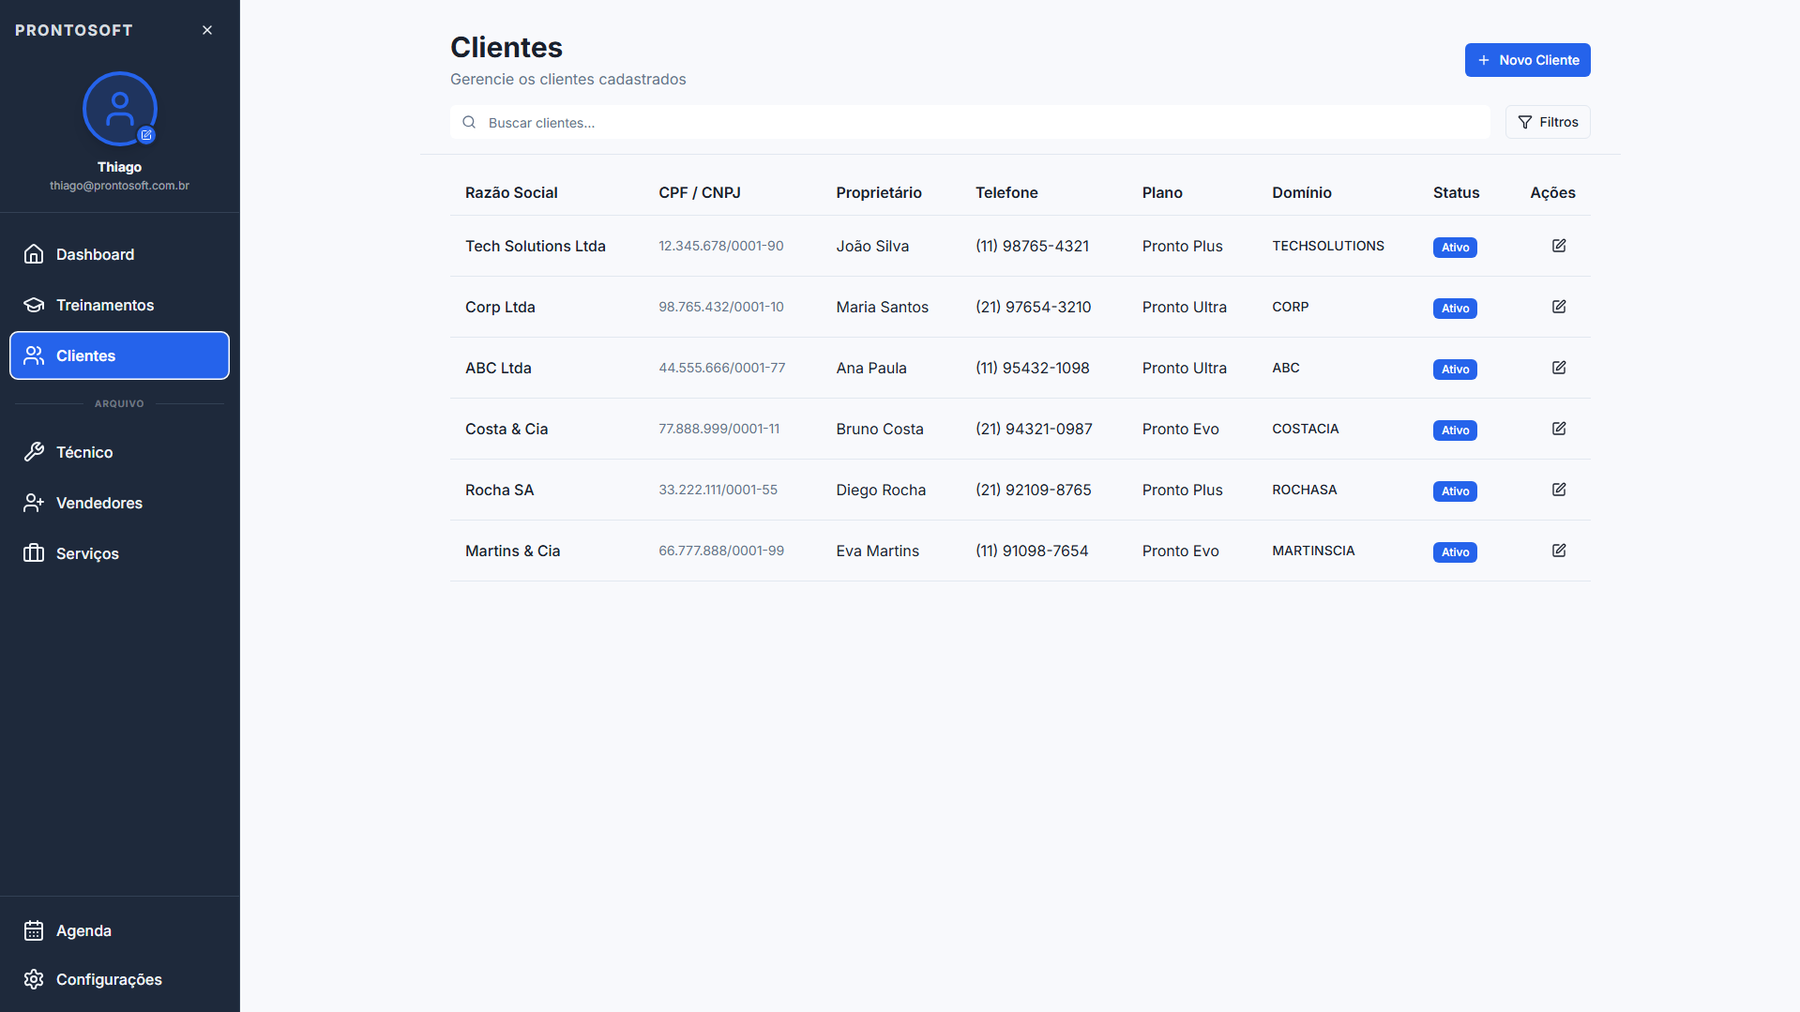 PRONTOSOFT
Thiago
thiago@prontosoft.com.br
Dashboard
Treinamentos
Clientes
ARQUIVO
Técnico
Vendedores
Serviços
Agenda
Configurações
Clientes
Gerencie os clientes cadastrados
Novo Cliente
Buscar clientes...
Filtros
Razão Social CPF / CNPJ Proprietário Telefone Plano Domínio Status Ações
Tech Solutions Ltda 12.345.678/0001-90 João Silva (11) 98765-4321 Pronto Plus TECHSOLUTIONS Ativo
Corp Ltda 98.765.432/0001-10 Maria Santos (21) 97654-3210 Pronto Ultra CORP Ativo
ABC Ltda 44.555.666/0001-77 Ana Paula (11) 95432-1098 Pronto Ultra ABC Ativo
Costa & Cia 77.888.999/0001-11 Bruno Costa (21) 94321-0987 Pronto Evo COSTACIA Ativo
Rocha SA 33.222.111/0001-55 Diego Rocha (21) 92109-8765 Pronto Plus ROCHASA Ativo
Martins & Cia 66.777.888/0001-99 Eva Martins (11) 91098-7654 Pronto Evo MARTINSCIA Ativo